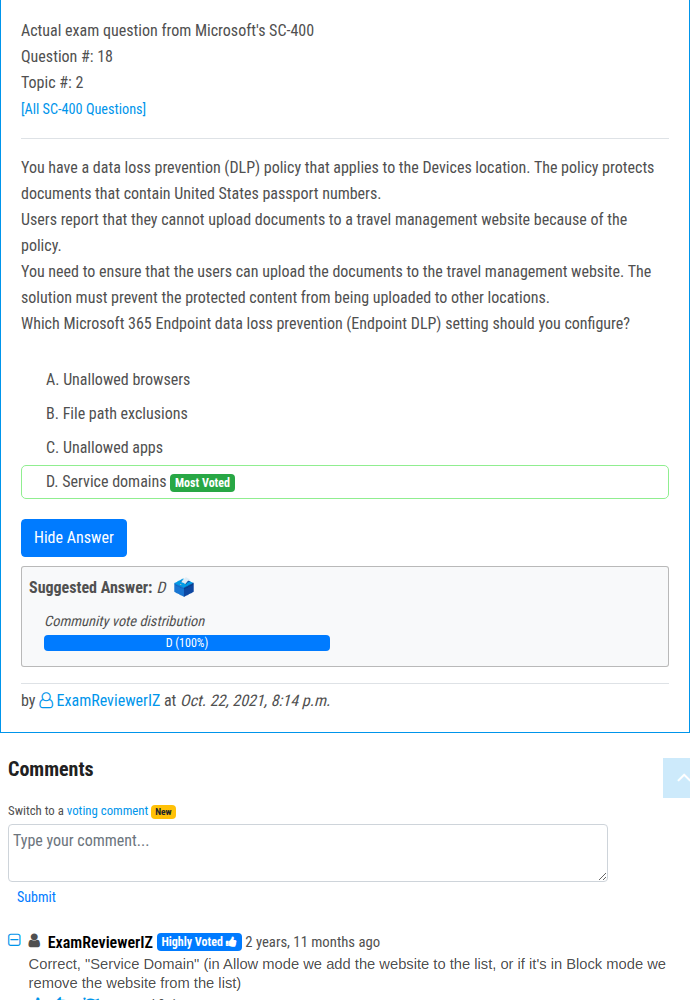 Actual exam question from Microsoft's SC-400
Question #: 18
Topic #: 2
[All SC-400 Questions]
You have a data loss prevention (DLP) policy that applies to the Devices location. The policy protects
documents that contain United States passport numbers.
Users report that they cannot upload documents to a travel management website because of the
policy.
You need to ensure that the users can upload the documents to the travel management website. The
solution must prevent the protected content from being uploaded to other locations.
Which Microsoft 365 Endpoint data loss prevention (Endpoint DLP) setting should you configure?
A. Unallowed browsers
B. File path exclusions
C. Unallowed apps
D. Service domains Most Voted
Hide Answer
Suggested Answer: D
Community vote distribution
D (100%)
by ExamReviewerIZ at Oct. 22, 2021, 8:14 p.m.
Comments
Switch to a voting comment New
Type your comment...
Submit
ExamReviewerIZ Highly Voted 2 years, 11 months ago
Correct, "Service Domain" (in Allow mode we add the website to the list, or if it's in Block mode we
remove the website from the list)